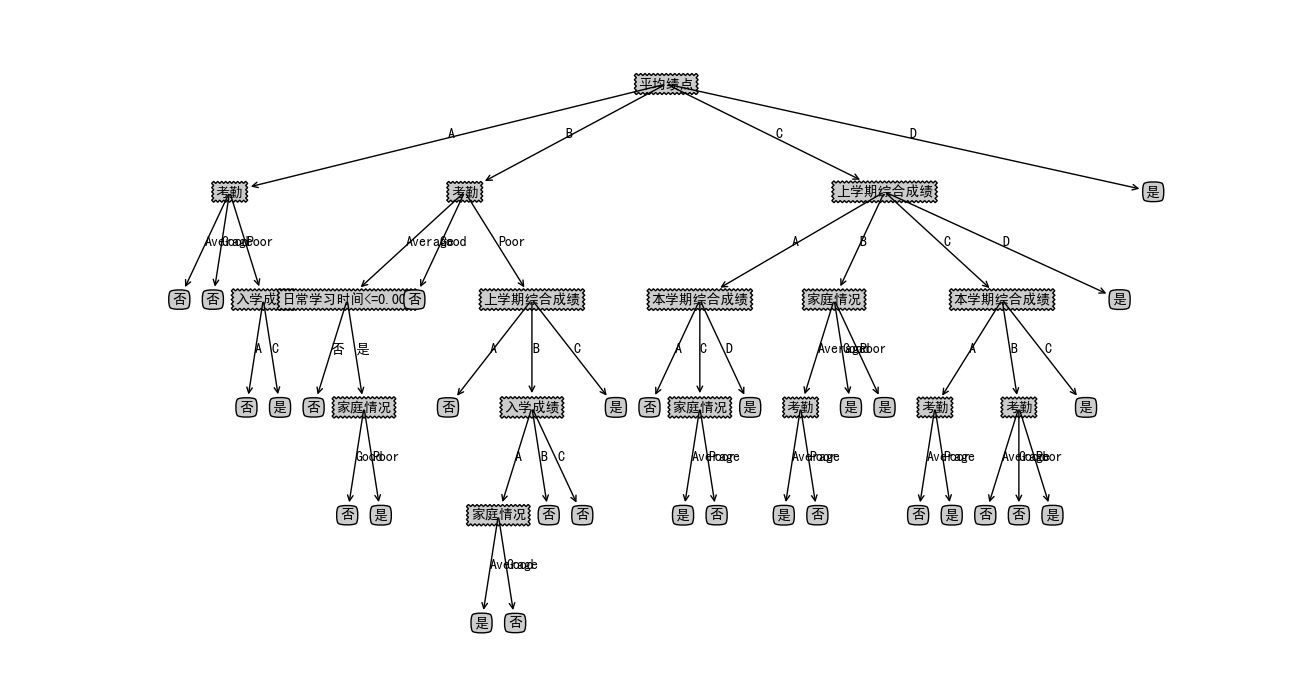 平均绩点
A B C D
考勤 考勤 上学期综合成绩 是
Average Good Poor Average Good Poor A B C D
否 否 入学成 日常学习时间<=0.00 否 上学期综合成绩 本学期综合成绩 家庭情况 本学期综合成绩 是
A C 否 是 A B C A C D Average Good Poor A B C
否 是 否 家庭情况 否 入学成绩 是 否 家庭情况 是 考勤 是 是 考勤 考勤 是
Good Poor A B C Average Poor Average Poor Average Poor Average Good Poor
否 是 家庭情况 否 否 是 否 是 否 否 是 否 否 是
Average Good
是 否